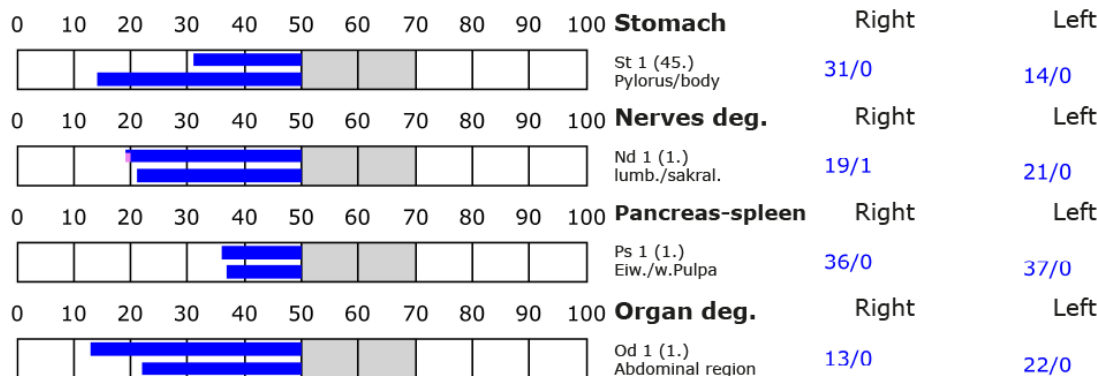 0 10 20 30 40 50 60 70 80 90 100 Stomach Right Left
St 1 (45.) 31/0 14/0
Pylorus/body
0 10 20 30 40 50 60 70 80 90 100 Nerves deg. Right Left
Nd 1 (1.) 19/1 21/0
lumb./sakral.
0 10 20 30 40 50 60 70 80 90 100 Pancreas-spleen Right Left
Ps 1 (1.) 36/0 37/0
Eiw./w.Pulpa
0 10 20 30 40 50 60 70 80 90 100 Organ deg. Right Left
Od 1 (1.) 13/0 22/0
Abdominal region